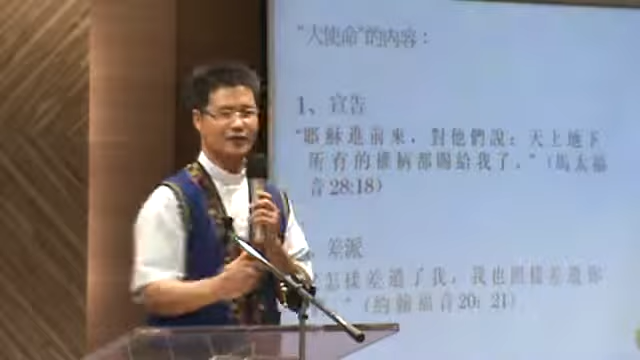 "大使命"的內容：
1、宣告
"耶穌進前來，對他們說：天上地下
所有的權柄都賜給我了。"（馬太福
音28:18）
、差派
怎樣差遣了我，我也照樣差遣你
。"（約翰福音20：21）